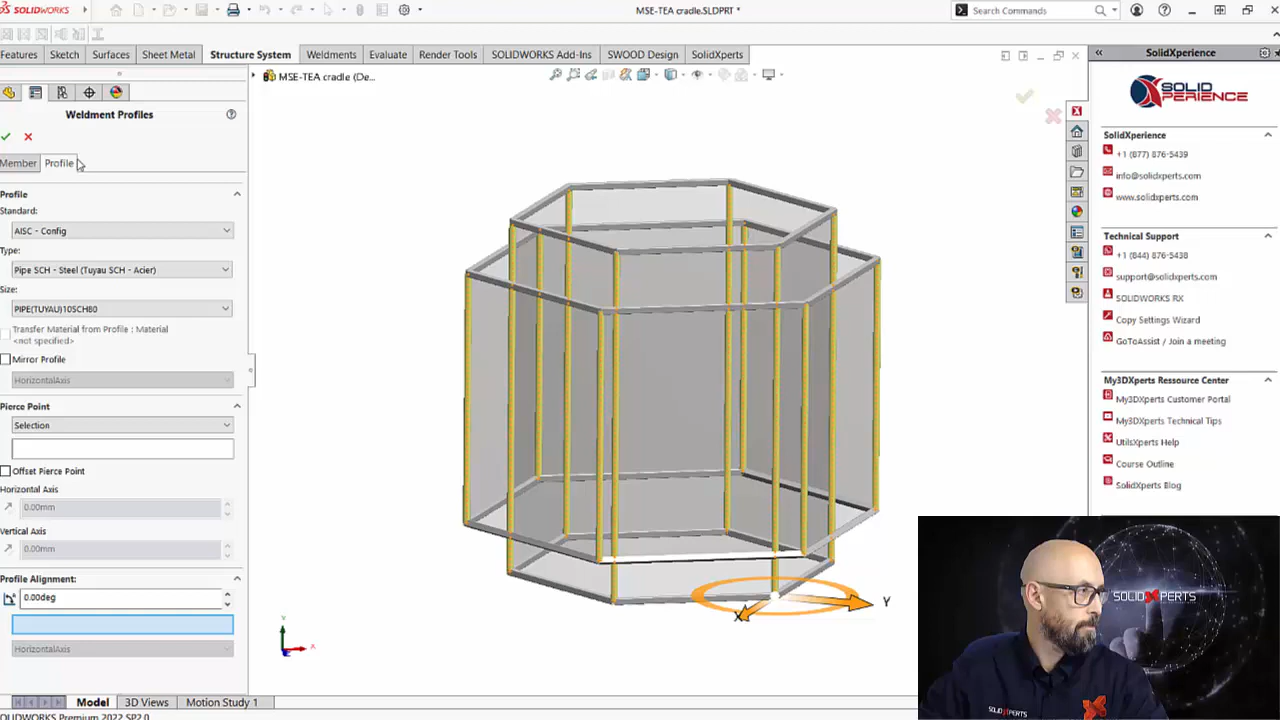 SOLIDWORKS
MSE-TEA cradle.SLDPRT *
Search Commands
Features
Sketch
Surfaces
Sheet Metal
Structure System
Weldments
Evaluate
Render Tools
SOLIDWORKS Add-Ins
SWOOD Design
SolidXperts
MSE-TEA cradle (De...
SolidXperience
Weldment Profiles
Member
Profile
Profile
Standard:
AISC - Config
Type:
Pipe SCH - Steel (Tuyau SCH - Acier)
Size:
PIPE(TUYAU)10SCH80
Transfer Material from Profile : Material
<not specified>
Mirror Profile
HorizontalAxis
Pierce Point
Selection
Offset Pierce Point
Horizontal Axis
0.00mm
Vertical Axis
0.00mm
Profile Alignment:
0.00deg
HorizontalAxis
X
Y
Y
X
SOLID
XPERIENCE
SolidXperience
+1 (877) 876-5439
info@solidxperts.com
www.solidxperts.com
Technical Support
+1 (844) 876-5438
support@solidxperts.com
SOLIDWORKS RX
Copy Settings Wizard
GoToAssist / Join a meeting
My3DXperts Ressource Center
My3DXperts Customer Portal
My3DXperts Technical Tips
UtilsXperts Help
Course Outline
SolidXperts Blog
SOLIDXPERTS
SOLIDXPERTS
Model
3D Views
Motion Study 1
SOLIDWORKS Premium 2022 SP2.0